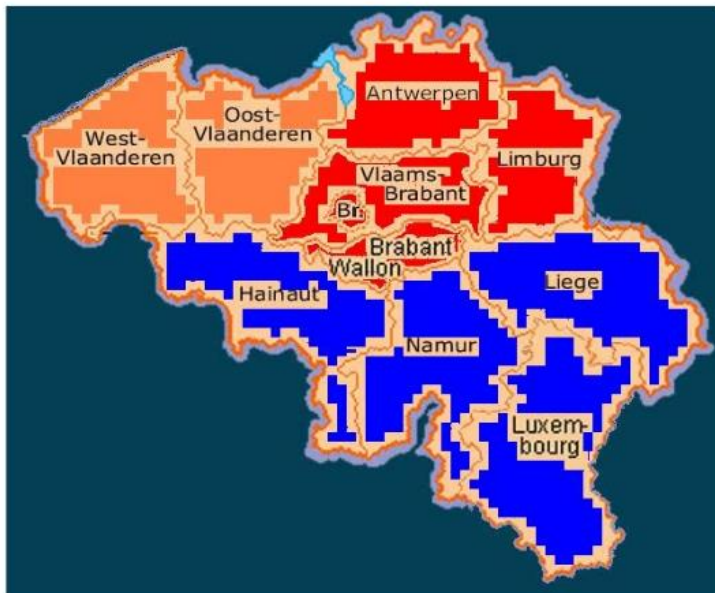 Antwerpen
Oost-
Vlaanderen
West-
Vlaanderen
Limburg
Vlaams-
Brabant
Br.
Brabant
Wallon
Hainaut
Liege
Namur
Luxem-
bourg